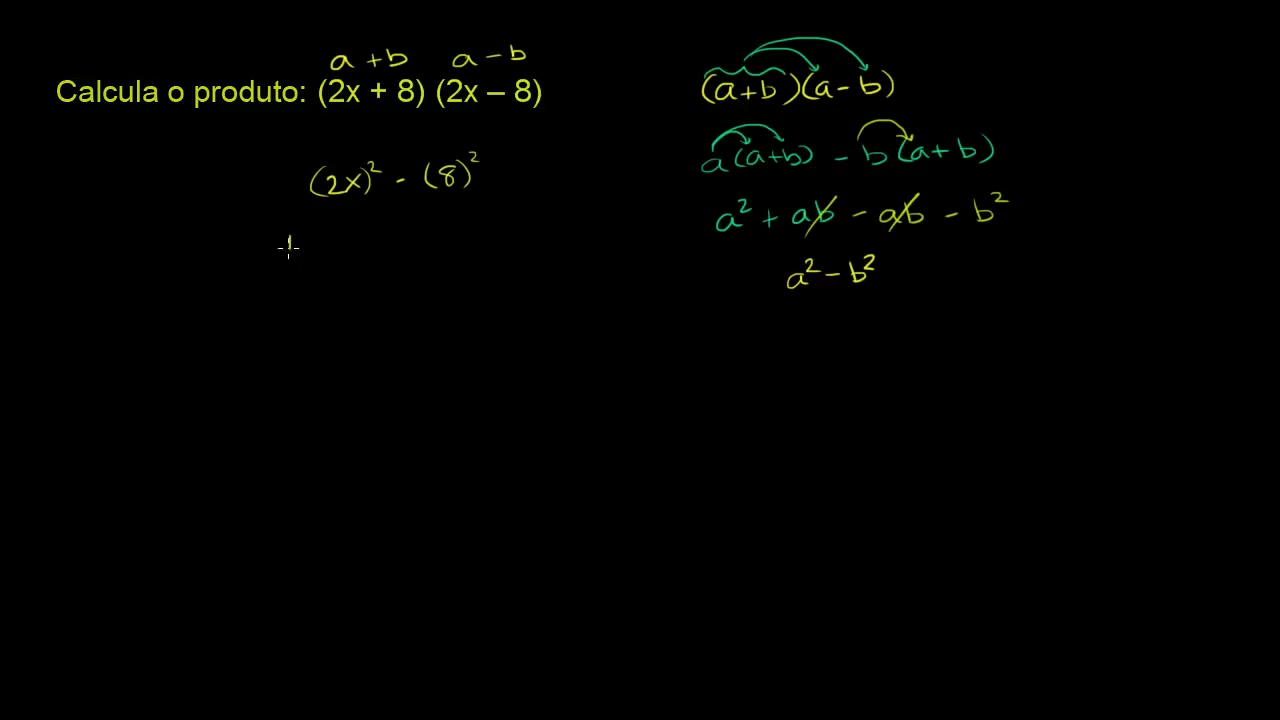 a + b a - b
Calcula o produto: (2x + 8) (2x – 8)
(2x)² - (8)²
(a+b)(a-b)
a(a+b) - b(a+b)
a² + ab - ab - b²
a² - b²